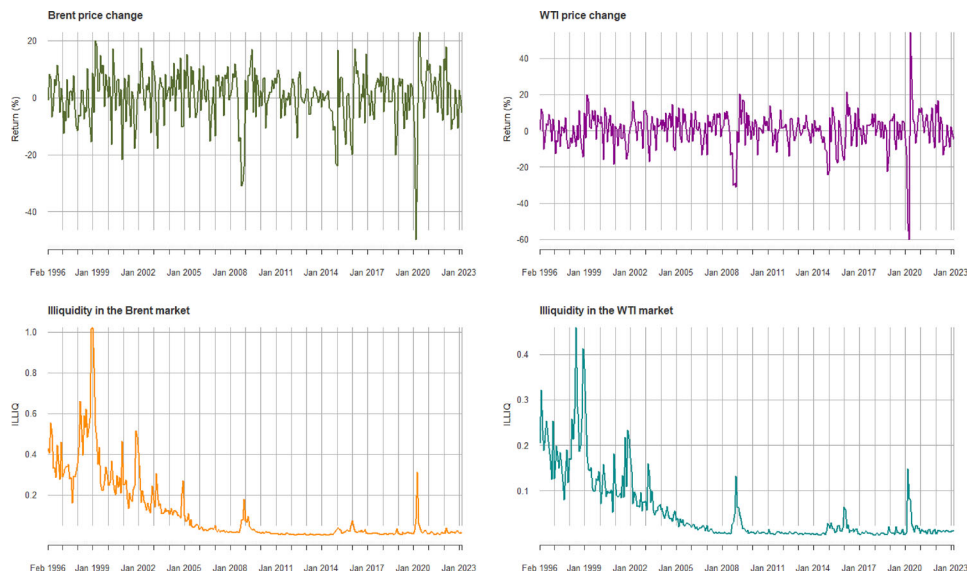 Brent price change
Return (%)
20
0
-20
-40
Feb 1996 Jan 1999 Jan 2002 Jan 2005 Jan 2008 Jan 2011 Jan 2014 Jan 2017 Jan 2020 Jan 2023
WTI price change
Return (%)
40
20
0
-20
-40
-60
Feb 1996 Jan 1999 Jan 2002 Jan 2005 Jan 2008 Jan 2011 Jan 2014 Jan 2017 Jan 2020 Jan 2023
Illiquidity in the Brent market
ILLIQ
1.0
0.8
0.6
0.4
0.2
Feb 1996 Jan 1999 Jan 2002 Jan 2005 Jan 2008 Jan 2011 Jan 2014 Jan 2017 Jan 2020 Jan 2023
Illiquidity in the WTI market
ILLIQ
0.4
0.3
0.2
0.1
Feb 1996 Jan 1999 Jan 2002 Jan 2005 Jan 2008 Jan 2011 Jan 2014 Jan 2017 Jan 2020 Jan 2023